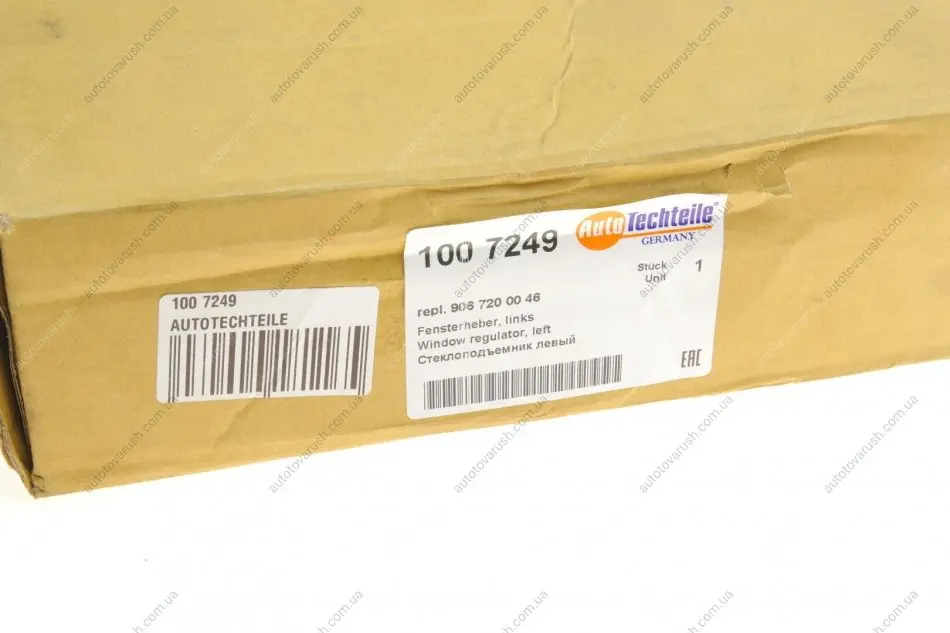 100 7249
AUTOTECHTEILE
100 7249
AutoTechteile®
GERMANY
Stück
Unit
1
repl. 906 720 00 46
Fensterheber, links
Window regulator, left
Стеклоподъемник левый
EAC
autotovarush.com.ua